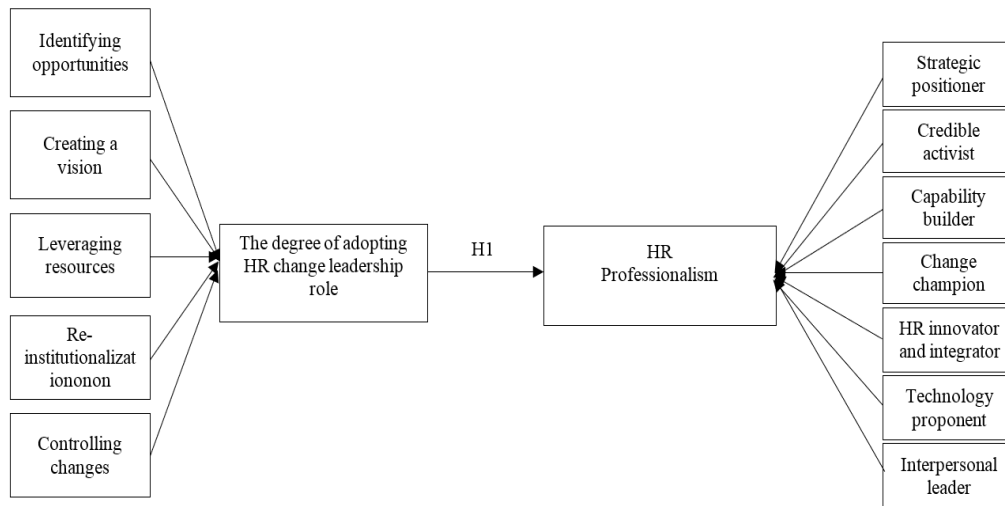 Identifying
opportunities
Creating a
vision
Leveraging
resources
Re-
institutionalizat
iononon
Controlling
changes
The degree of adopting
HR change leadership
role
H1
HR
Professionalism
Strategic
positioner
Credible
activist
Capability
builder
Change
champion
HR innovator
and integrator
Technology
proponent
Interpersonal
leader